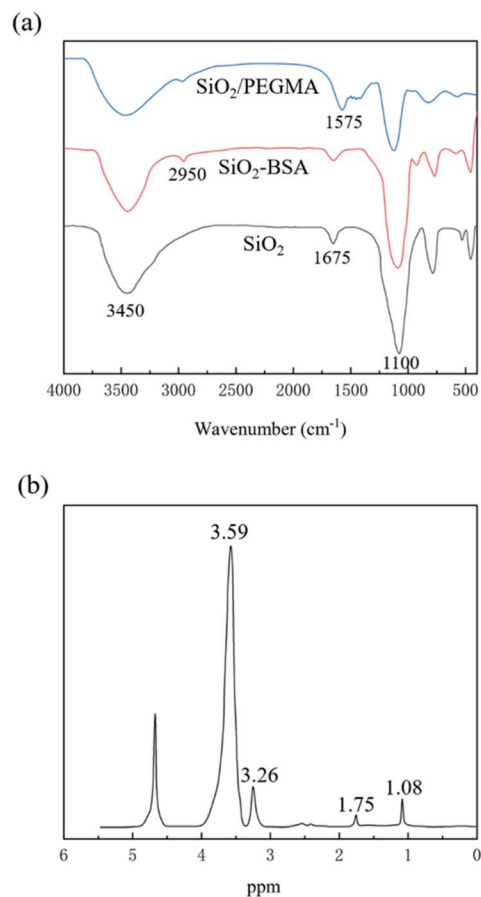 (a)
SiO₂/PEGMA
1575
2950
SiO₂-BSA
SiO₂
1675
3450
1100
4000 3500 3000 2500 2000 1500 1000 500
Wavenumber (cm⁻¹)
(b)
3.59
3.26
1.75
1.08
6 5 4 3 2 1 0
ppm